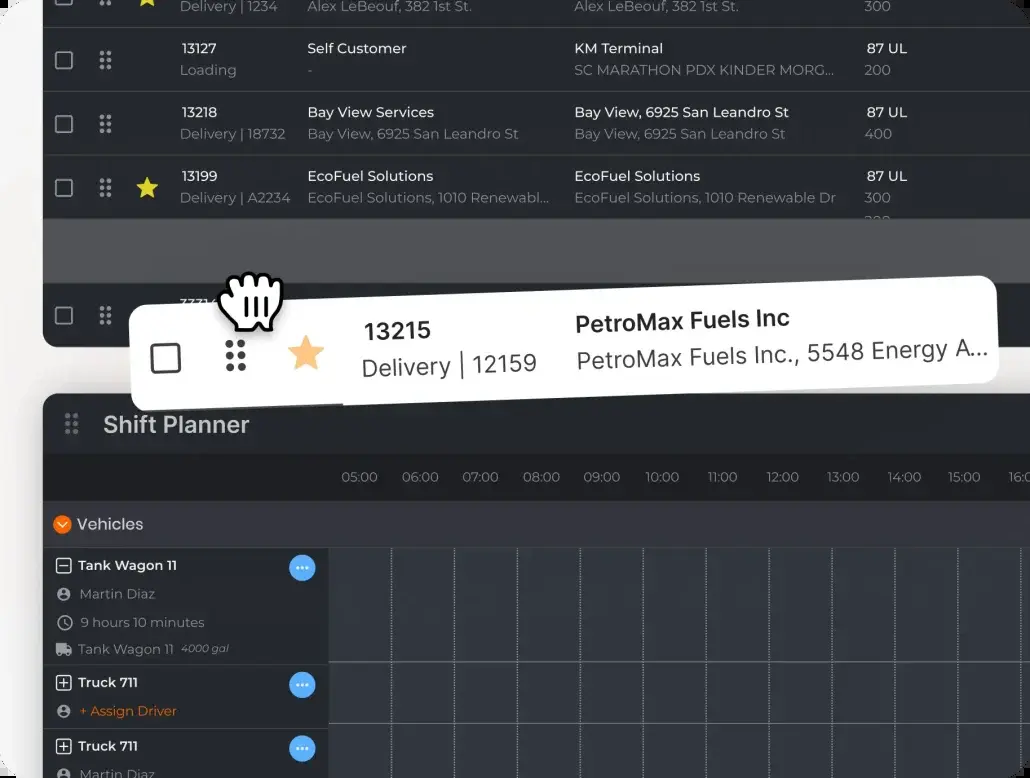 Delivery | 1234 Alex LeBeouf, 382 1st St. Alex LeBeouf, 382 1st St. 300
13127 Self Customer KM Terminal 87 UL
Loading - SC MARATHON PDX KINDER MORG... 200
13218 Bay View Services Bay View, 6925 San Leandro St 87 UL
Delivery | 18732 Bay View, 6925 San Leandro St Bay View, 6925 San Leandro St 400
13199 EcoFuel Solutions EcoFuel Solutions 87 UL
Delivery | A2234 EcoFuel Solutions, 1010 Renewabl... EcoFuel Solutions, 1010 Renewable Dr 300
13215 PetroMax Fuels Inc
Delivery | 12159 PetroMax Fuels Inc., 5548 Energy A...
Shift Planner
05:00 06:00 07:00 08:00 09:00 10:00 11:00 12:00 13:00 14:00 15:00
Vehicles
Tank Wagon 11
Martin Diaz
9 hours 10 minutes
Tank Wagon 11 4000 gal
Truck 711
+ Assign Driver
Truck 711
Martin Diaz